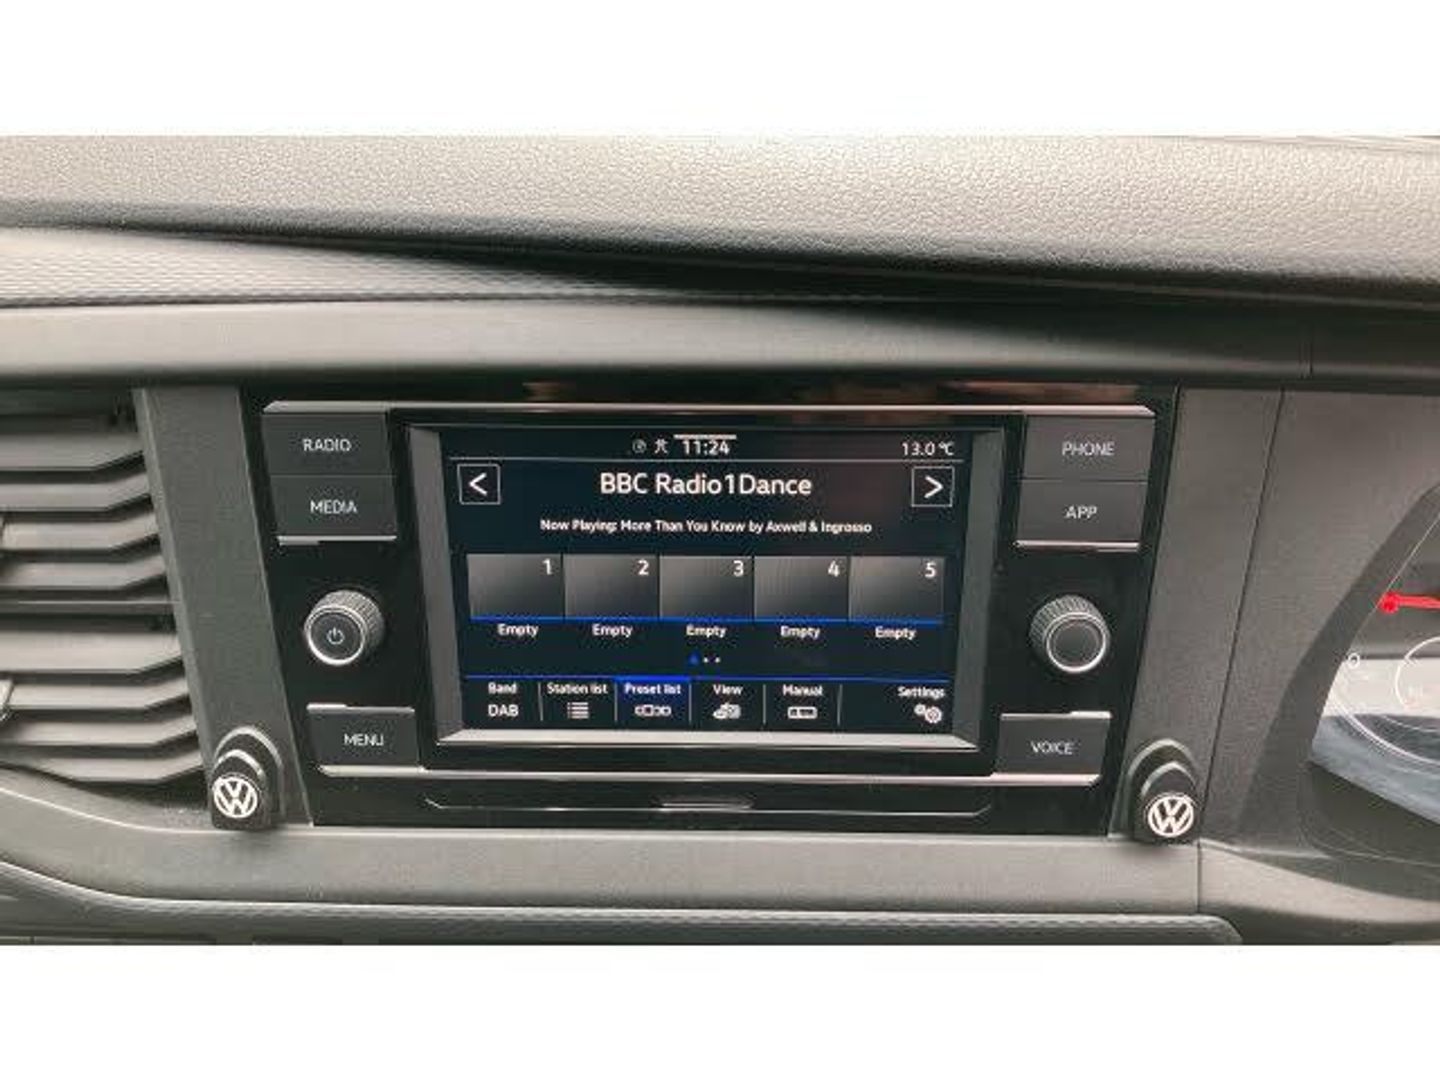 RADIO
MEDIA
MENU
11:24
13.0°C
<
BBC Radio1Dance
>
Now Playing: More Than You Know by Axwell & Ingrosso
1 2 3 4 5
Empty Empty Empty Empty Empty
Band Station list Preset list View Manual Settings
DAB
PHONE
APP
VOICE
0